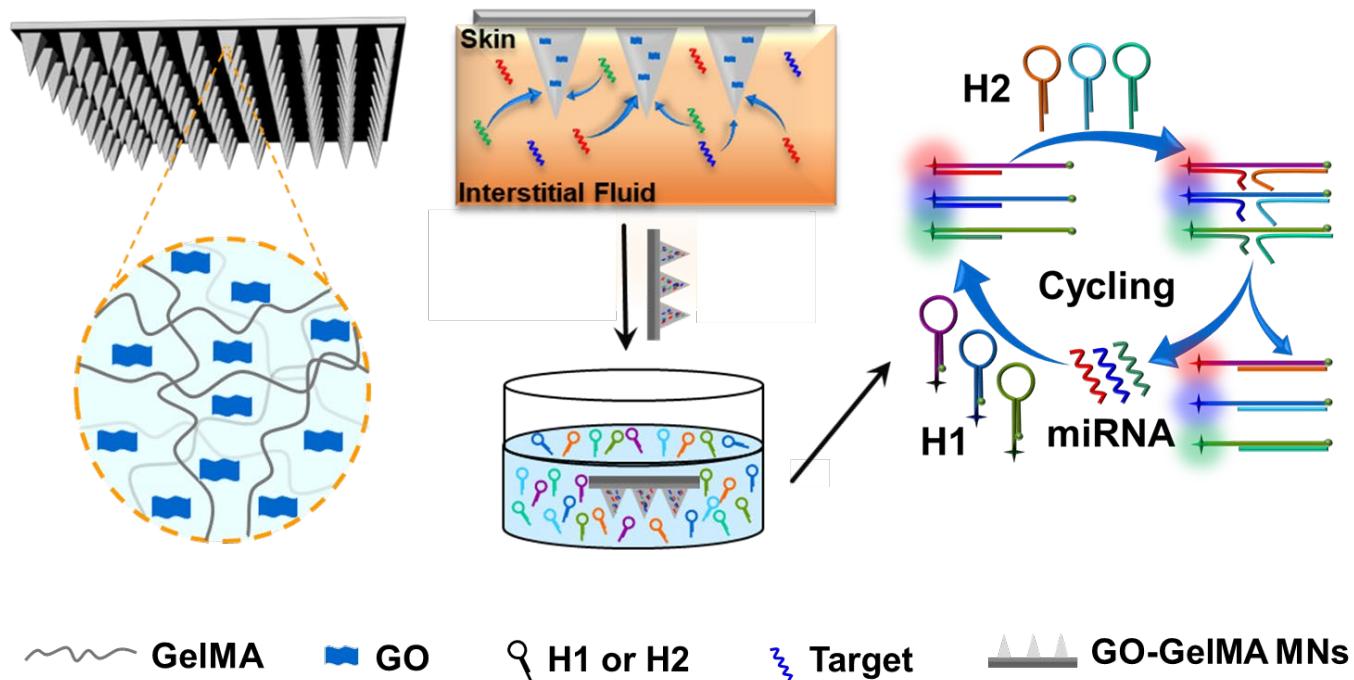 Skin
Interstitial Fluid
H2
Cycling
H1
miRNA
GelMA
GO
H1 or H2
Target
GO-GelMA MNs